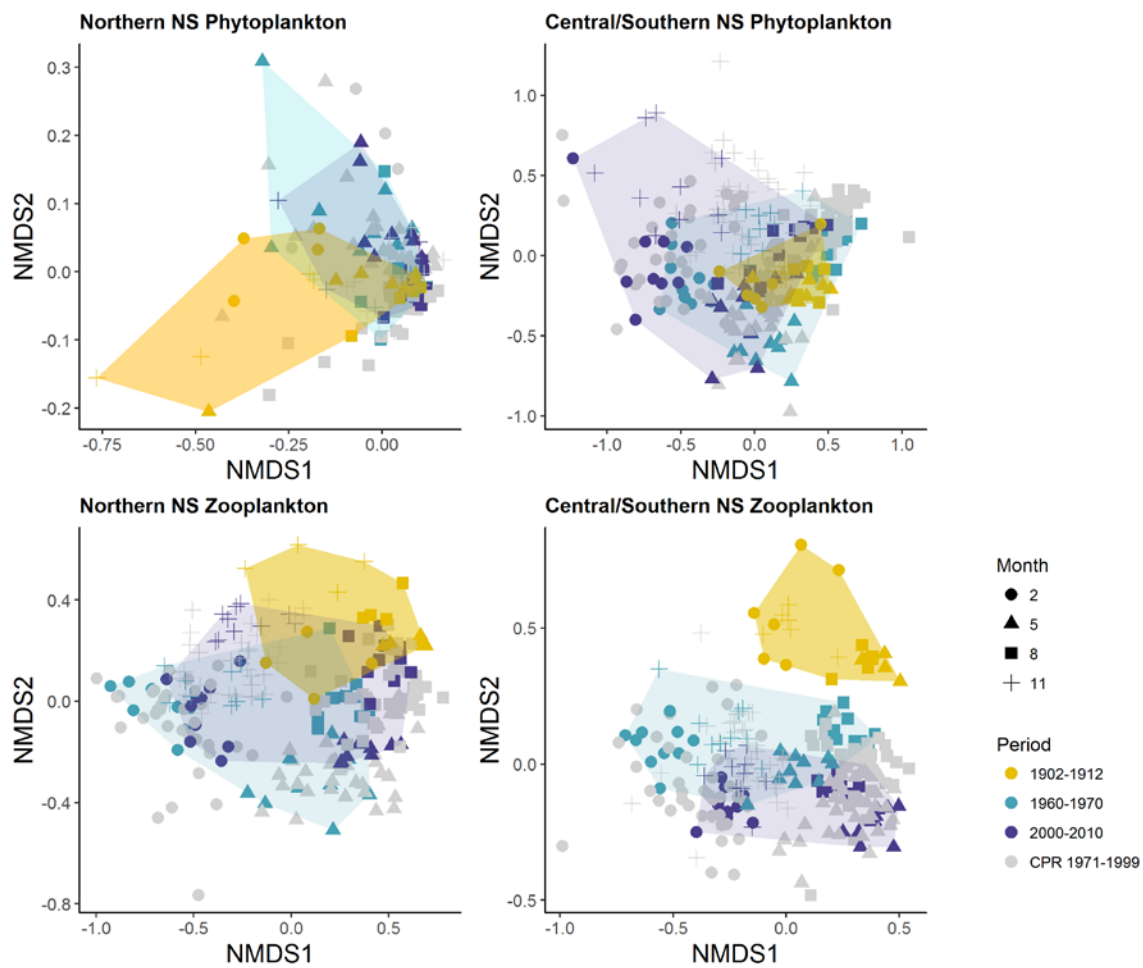 Northern NS Phytoplankton
0.3
0.2
0.1
0.0
-0.1
-0.2
NMDS2
-0.75 -0.50 -0.25 0.00
NMDS1
Central/Southern NS Phytoplankton
1.0
0.5
0.0
-0.5
-1.0
NMDS2
-1.0 -0.5 0.0 0.5 1.0
NMDS1
Northern NS Zooplankton
0.4
0.0
-0.4
-0.8
NMDS2
-1.0 -0.5 0.0 0.5
NMDS1
Central/Southern NS Zooplankton
0.5
0.0
-0.5
NMDS2
-1.0 -0.5 0.0 0.5
NMDS1
Month
2
5
8
11
Period
1902-1912
1960-1970
2000-2010
CPR 1971-1999